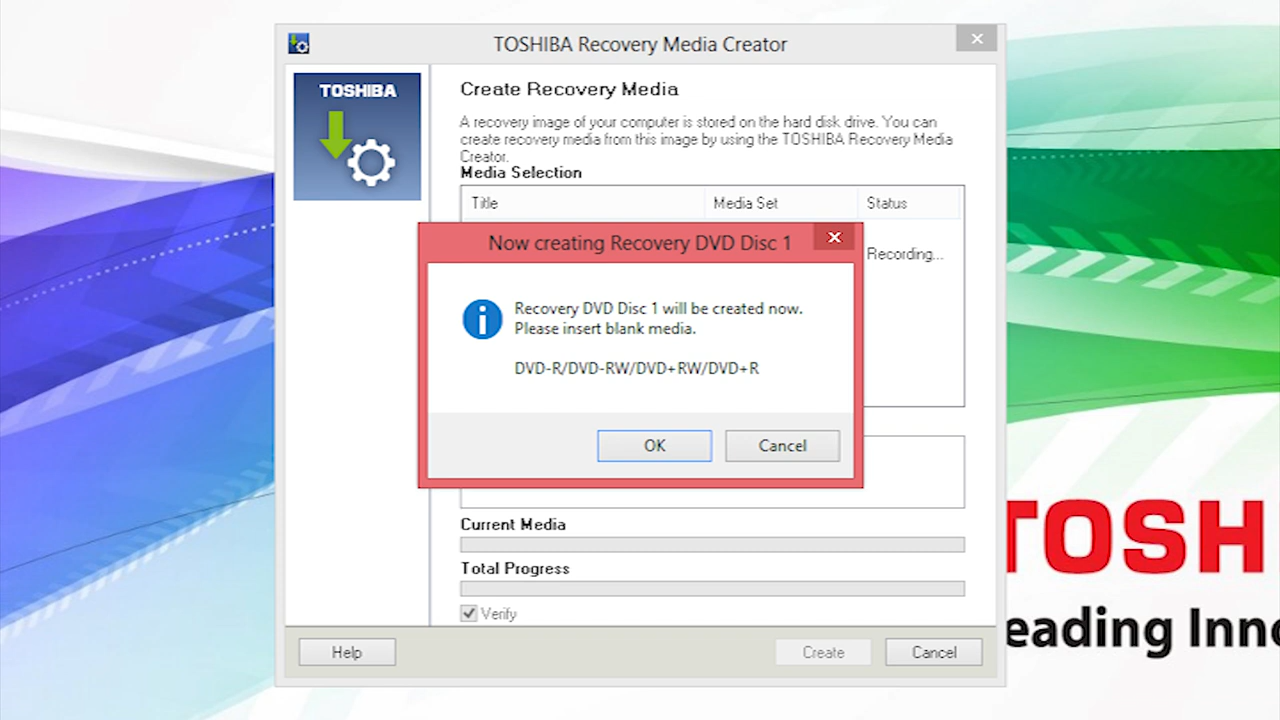 TOSHIBA Recovery Media Creator
TOSHIBA
Create Recovery Media
A recovery image of your computer is stored on the hard disk drive. You can
create recovery media from this image by using the TOSHIBA Recovery Media
Creator.
Media Selection
Title Media Set Status
Recording...
Now creating Recovery DVD Disc 1
Recovery DVD Disc 1 will be created now.
Please insert blank media.
DVD-R/DVD-RW/DVD+RW/DVD+R
OK Cancel
Current Media
Total Progress
Verify
Help Create Cancel
TOSH
eading Inno